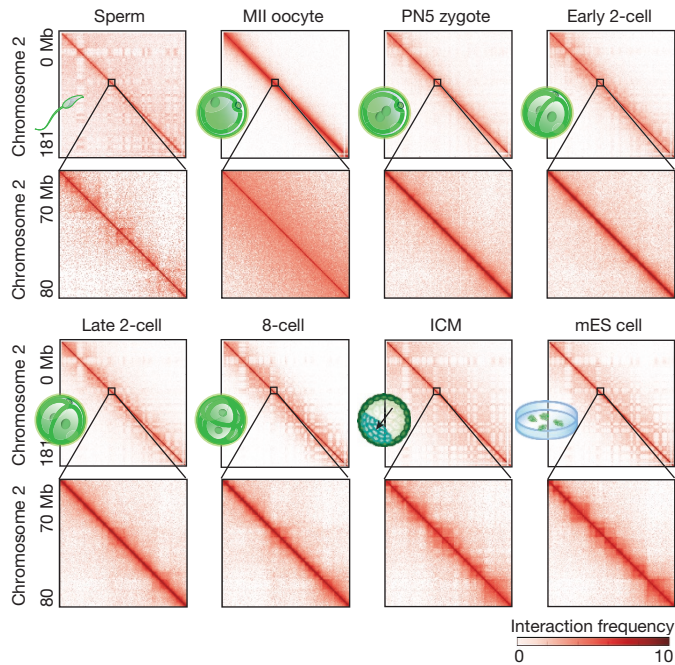 Sperm
MII oocyte
PN5 zygote
Early 2-cell
Chromosome 2
0 Mb
181
Chromosome 2
70 Mb
80
Late 2-cell
8-cell
ICM
mES cell
Chromosome 2
0 Mb
181
Chromosome 2
70 Mb
80
Interaction frequency
0
10